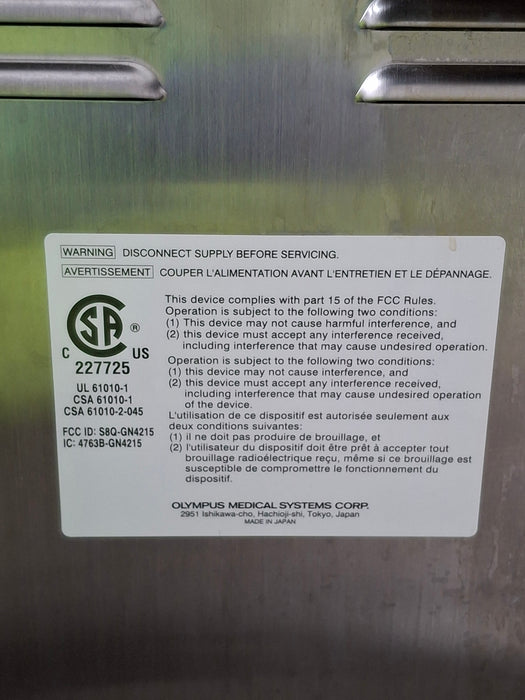 WARNING DISCONNECT SUPPLY BEFORE SERVICING.
AVERTISSEMENT COUPER L'ALIMENTATION AVANT L'ENTRETIEN ET LE DÉPANNAGE.
CSA ®
C US
227725
UL 61010-1
CSA 61010-1
CSA 61010-2-045
FCC ID: S8Q-GN4215
IC: 4763B-GN4215
This device complies with part 15 of the FCC Rules.
Operation is subject to the following two conditions:
(1) This device may not cause harmful interference, and
(2) this device must accept any interference received,
including interference that may cause undesired operation.
Operation is subject to the following two conditions:
(1) this device may not cause interference, and
(2) this device must accept any interference received,
including interference that may cause undesired operation
of the device.
L'utilisation de ce dispositif est autorisée seulement aux
deux conditions suivantes:
(1) il ne doit pas produire de brouillage, et
(2) l'utilisateur du dispositif doit être prêt à accepter tout
brouillage radioélectrique reçu, même si ce brouillage est
susceptible de compromettre le fonctionnement du
dispositif.
OLYMPUS MEDICAL SYSTEMS CORP.
2951 Ishikawa-cho, Hachioji-shi, Tokyo, Japan
MADE IN JAPAN